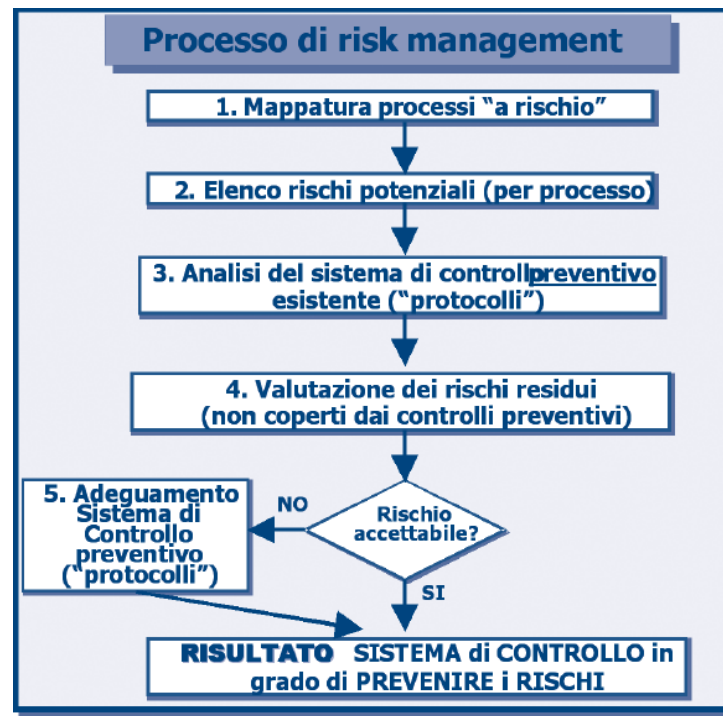 Processo di risk management
1. Mappatura processi “a rischio”
2. Elenco rischi potenziali (per processo)
3. Analisi del sistema di controllo preventivo
esistente (“protocolli”)
4. Valutazione dei rischi residui
(non coperti dai controlli preventivi)
5. Adeguamento
Sistema di
Controllo
preventivo
(“protocolli”)
NO
Rischio
accettabile?
SI
RISULTATO SISTEMA di CONTROLLO in
grado di PREVENIRE i RISCHI